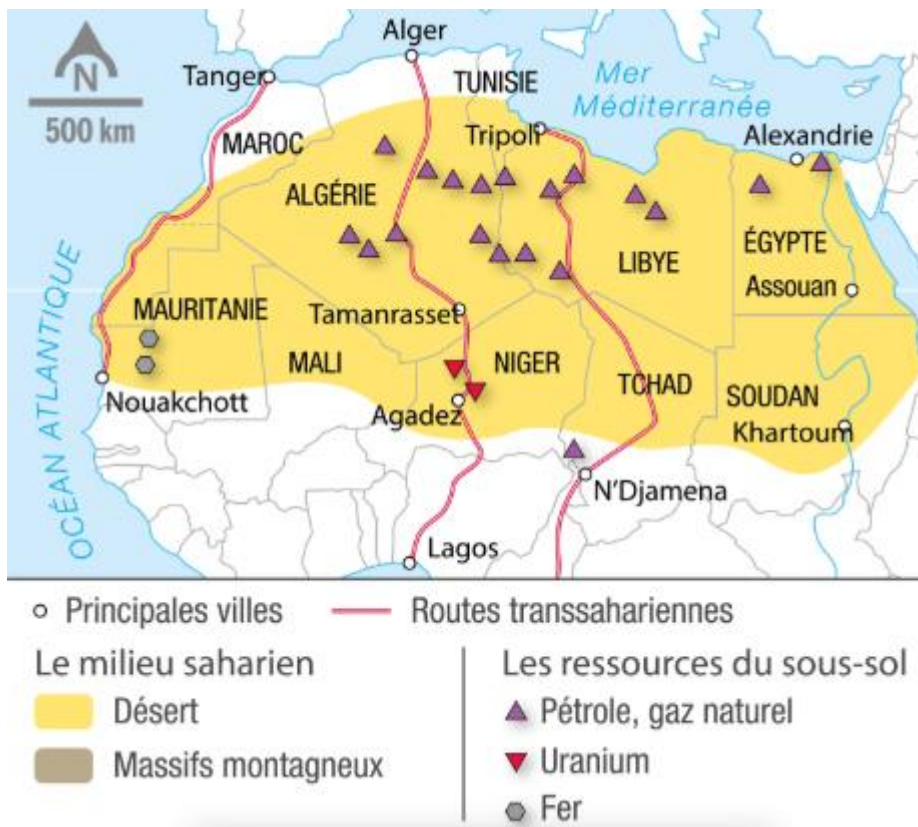 Alger
Tanger
TUNISIE
Mer
Méditerranée
N
500 km
MAROC
Tripoli
Alexandrie
ALGÉRIE
LIBYE
ÉGYPTE
Assouan
OCÉAN ATLANTIQUE
MAURITANIE
Tamanrasset
MALI
NIGER
TCHAD
SOUDAN
Nouakchott
Agadez
Khartoum
N'Djamena
Lagos
Principales villes
Routes transsahariennes
Le milieu saharien
Désert
Massifs montagneux
Les ressources du sous-sol
Pétrole, gaz naturel
Uranium
Fer